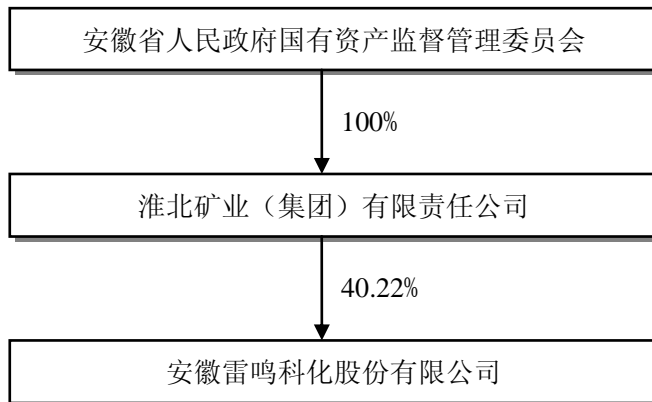 安徽省人民政府国有资产监督管理委员会
100%
淮北矿业（集团）有限责任公司
40.22%
安徽雷鸣科化股份有限公司